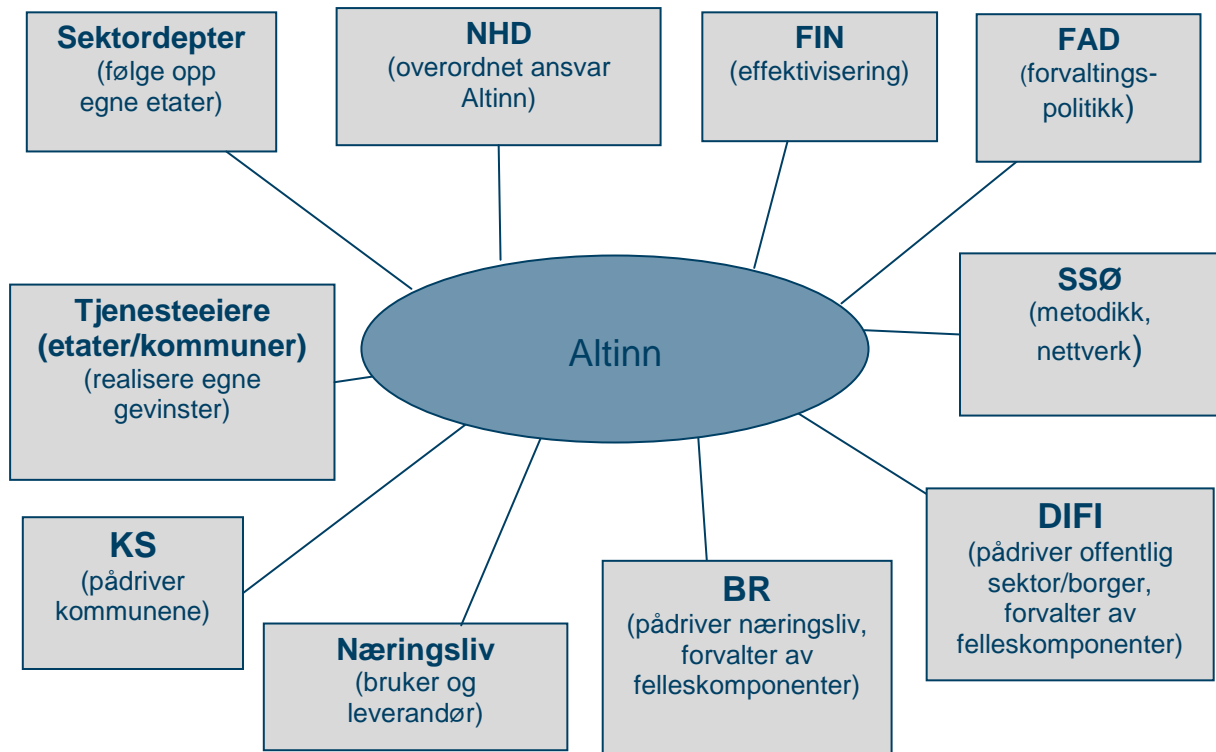 Sektordepter
(følge opp
egne etater)
NHD
(overordnet ansvar
Altinn)
FIN
(effektivisering)
FAD
(forvaltings-
politikk)
Tjenesteeiere
(etater/kommuner)
(realisere egne
gevinster)
Altinn
SSØ
(metodikk,
nettverk)
KS
(pådriver
kommunene)
Næringsliv
(bruker og
leverandør)
BR
(pådriver næringsliv,
forvalter av
felleskomponenter)
DIFI
(pådriver offentlig
sektor/borger,
forvalter av
felleskomponenter)